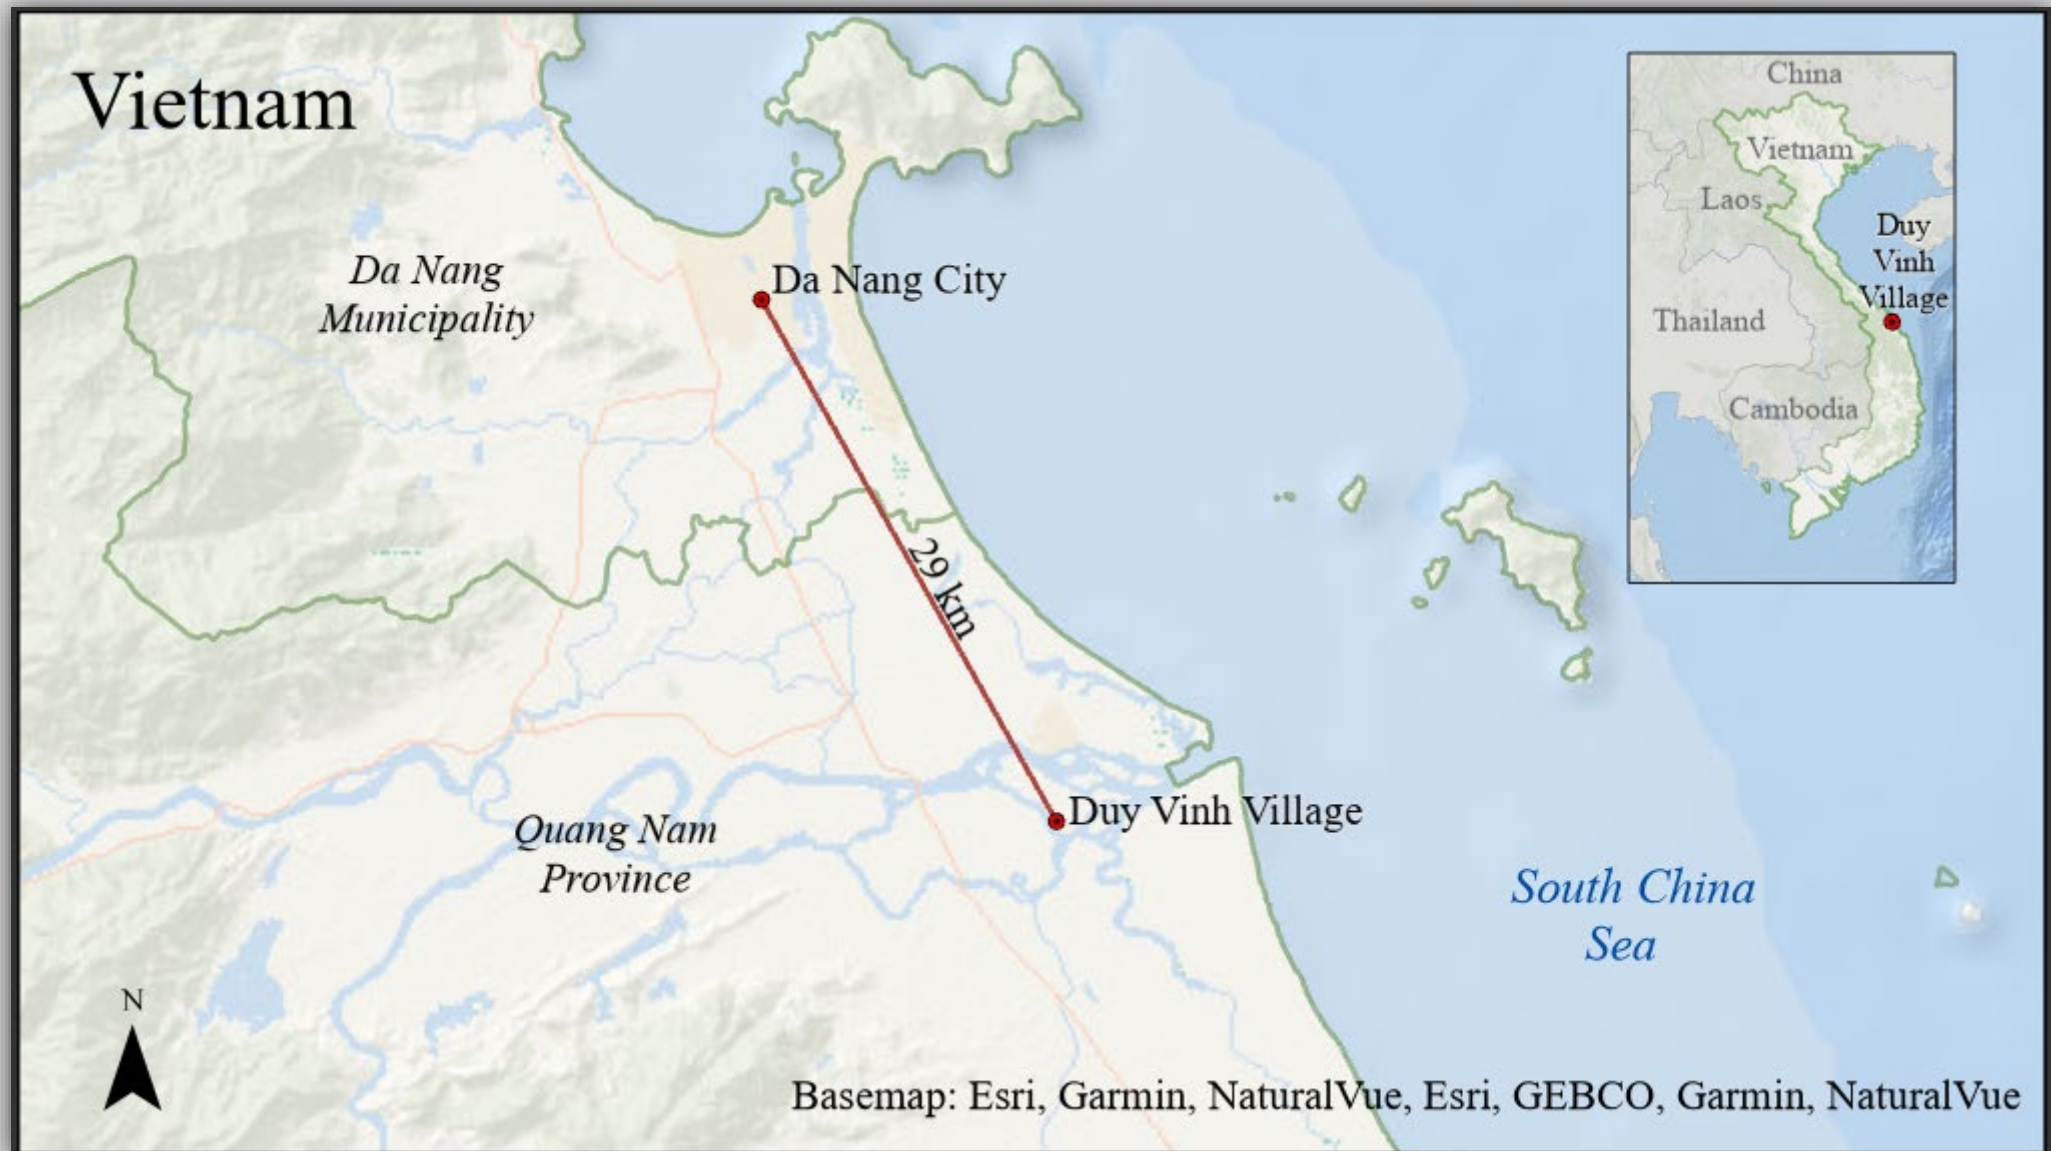 Vietnam
China
Vietnam
Laos
Duy
Vinh
Village
Thailand
Cambodia
Da Nang
Municipality
Da Nang City
29 km
Duy Vinh Village
Quang Nam
Province
South China
Sea
N
Basemap: Esri, Garmin, NaturalVue, Esri, GEBCO, Garmin, NaturalVue